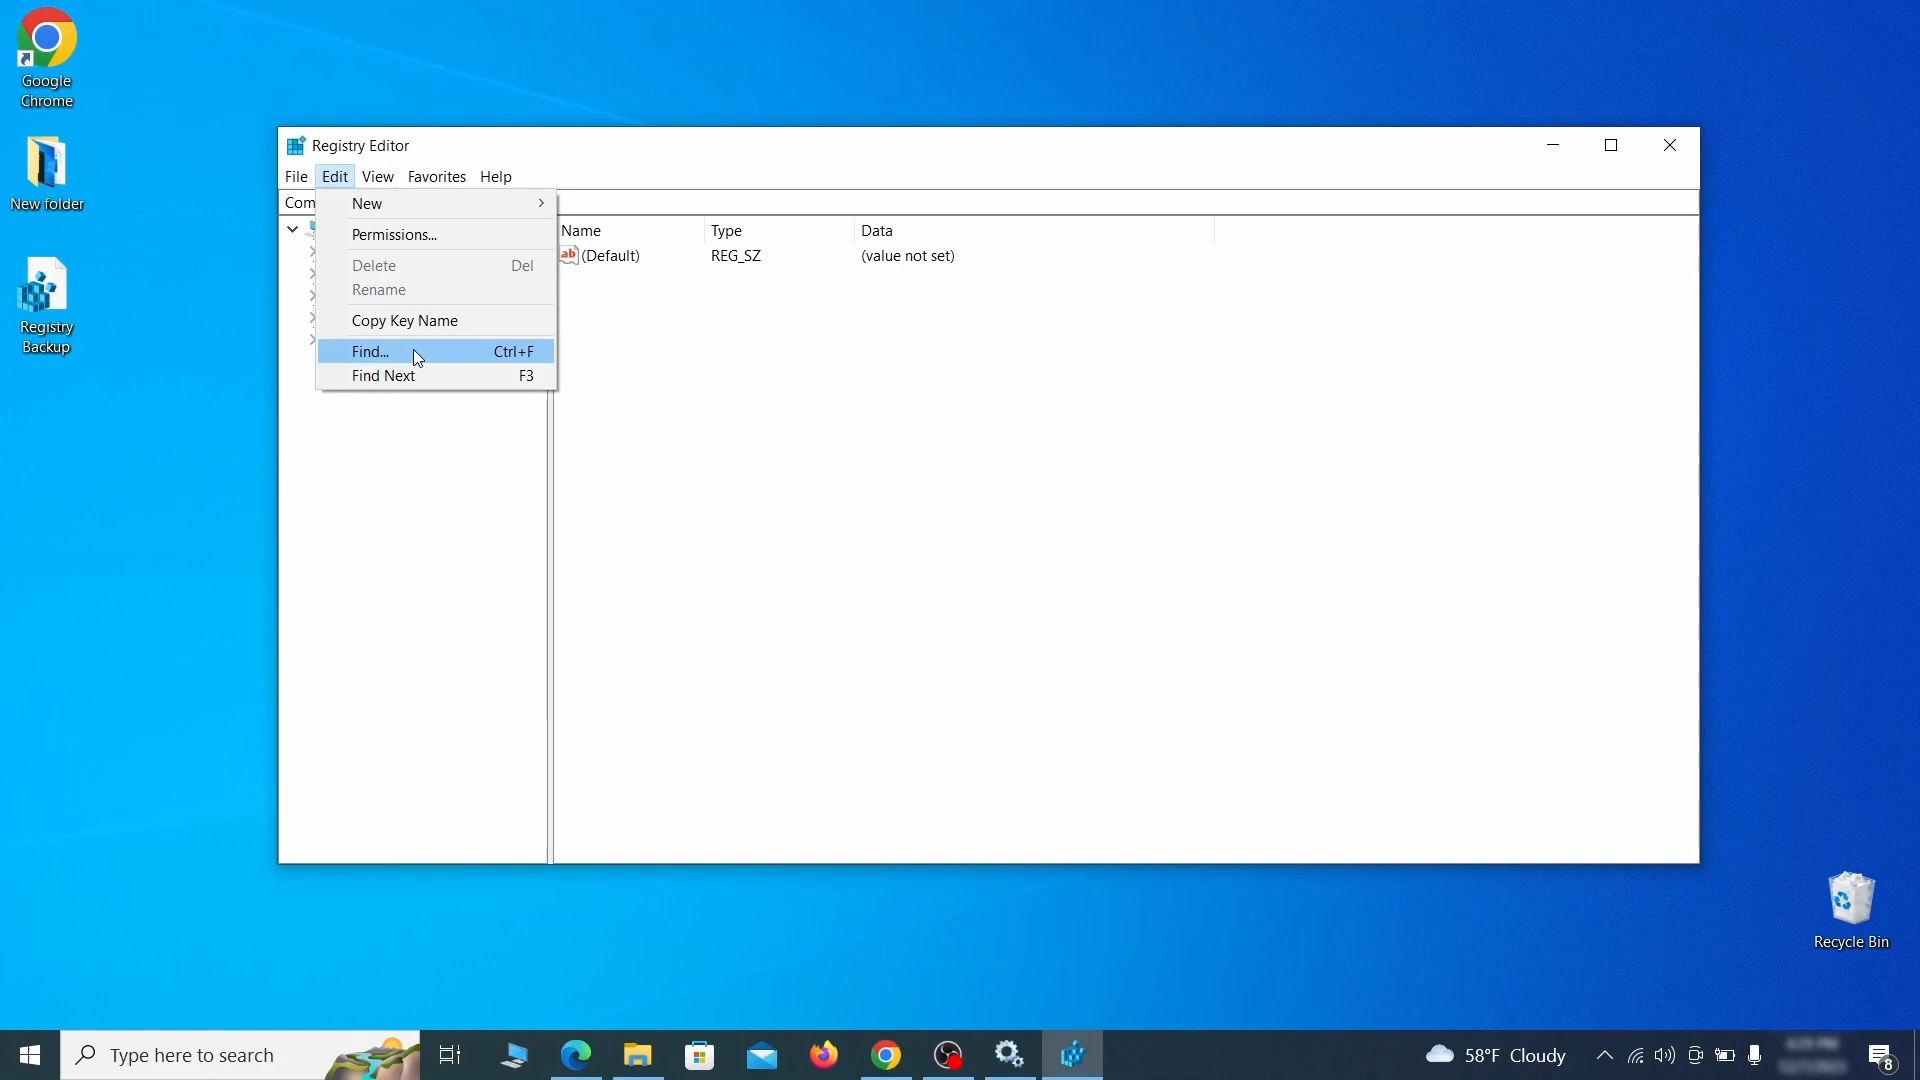 Google
Chrome
New folder
Registry
Backup
Registry Editor
File Edit View Favorites Help
Com
New
Permissions...
Delete Del
Rename
Copy Key Name
Find... Ctrl+F
Find Next F3
Name Type Data
(Default) REG_SZ (value not set)
Recycle Bin
Type here to search
58°F Cloudy
8